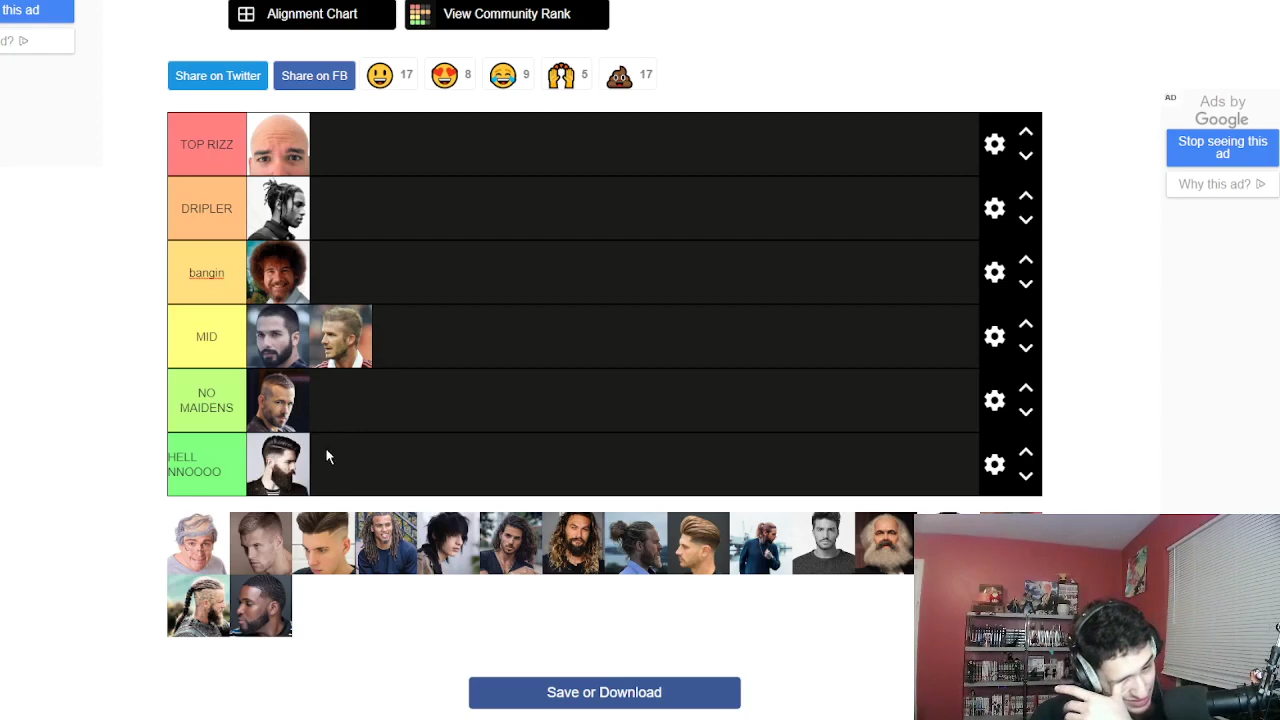 this ad
d?
Alignment Chart
View Community Rank
Share on Twitter
Share on FB
17
8
9
5
17
AD
Ads by
Google
Stop seeing this
ad
Why this ad?
TOP RIZZ
DRIPLER
bangin
MID
NO
MAIDENS
HELL
NNOOOO
Save or Download